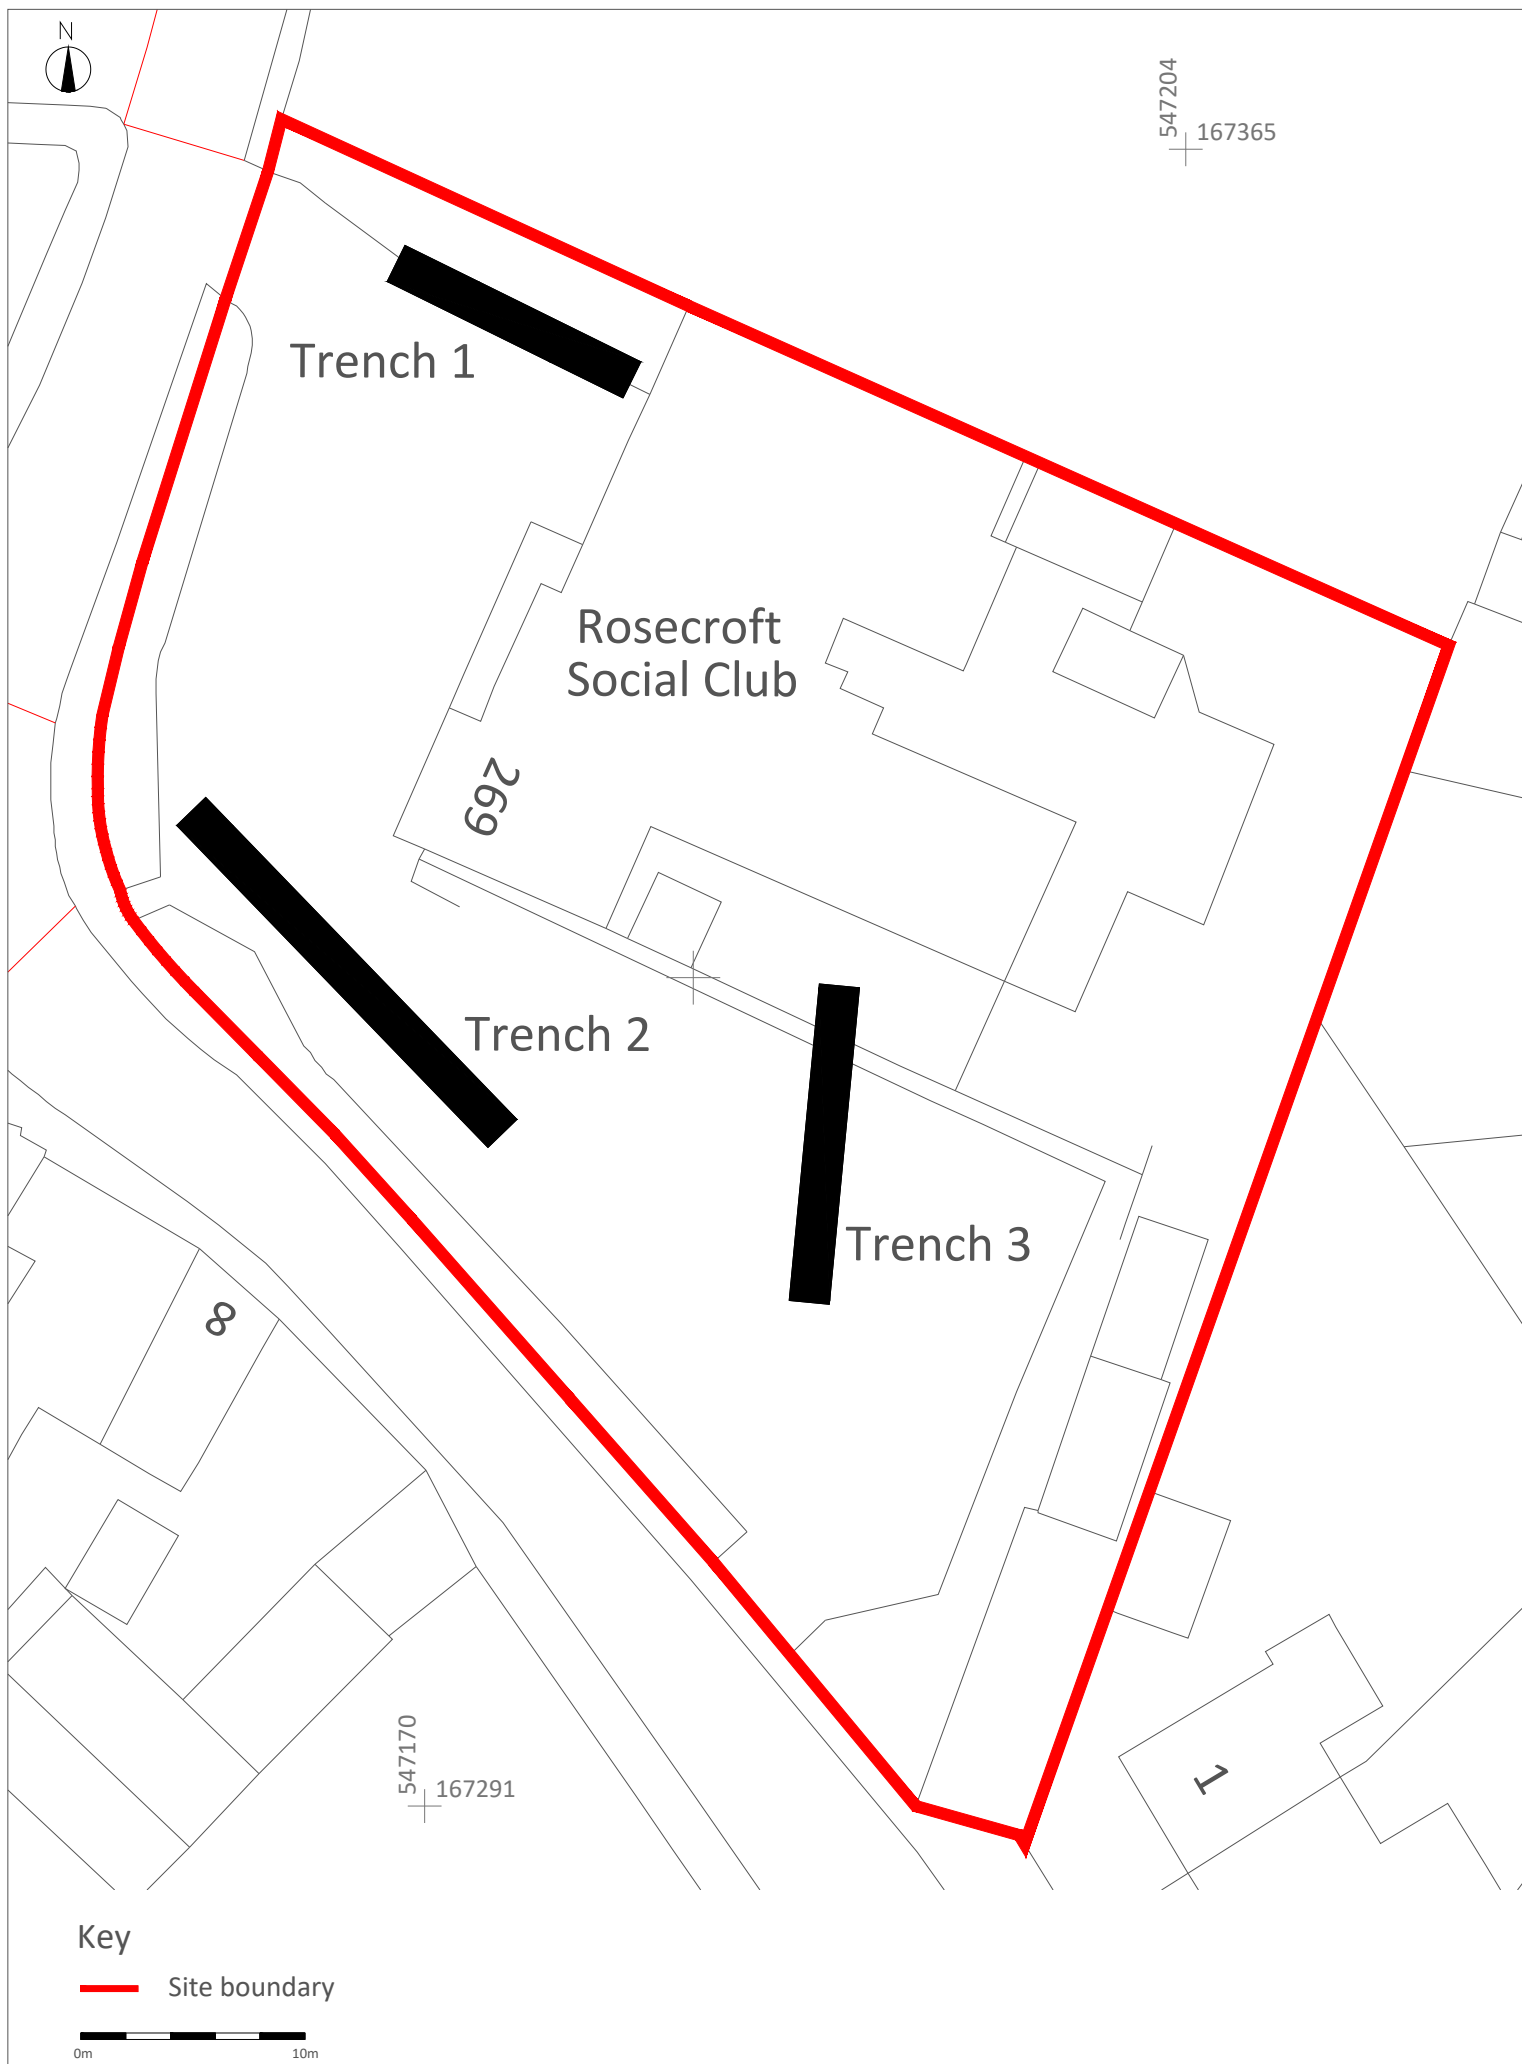 N
547204
167365
Trench 1
Rosecroft
Social Club
269
Trench 2
Trench 3
8
547170
167291
1
Key
Site boundary
0m
10m